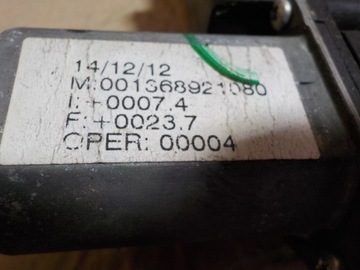 14/12/12
M:001368921080
I:+0007.4
F:+0023.7
OPER: 00004